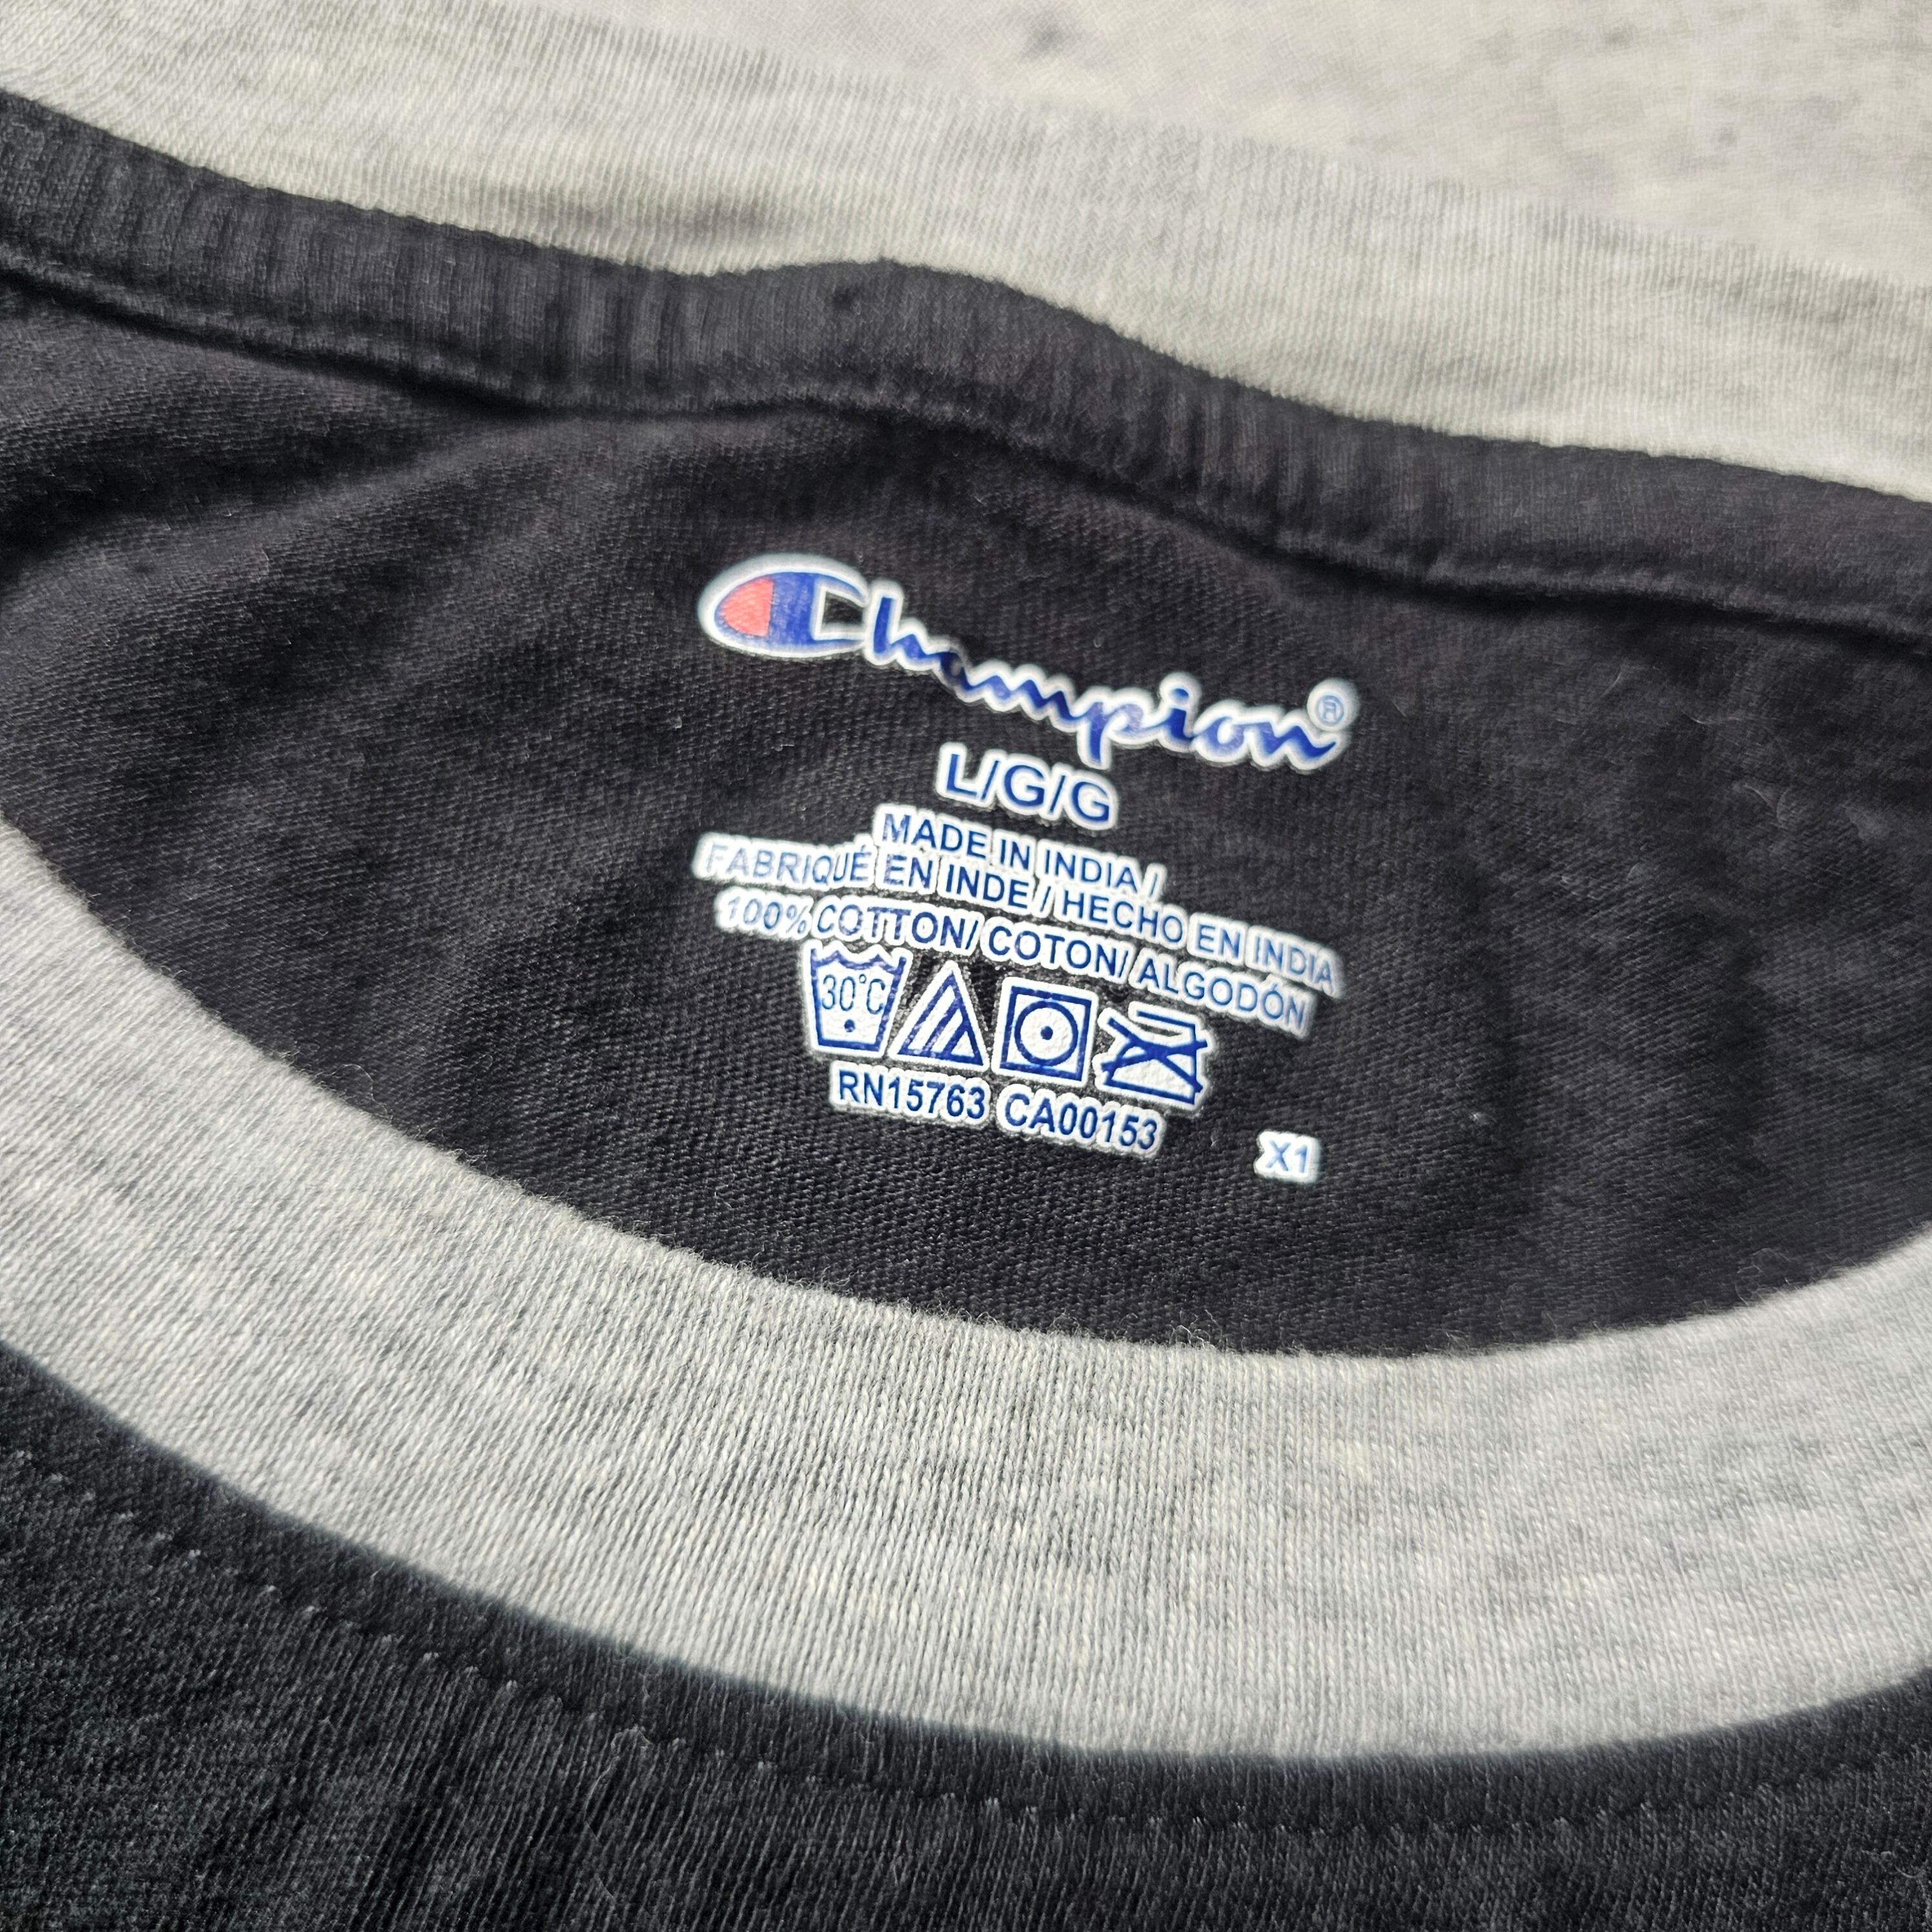 Champion®
L/G/G
MADE IN INDIA /
FABRIQUÉ EN INDE / HECHO EN INDIA
100% COTTON/ COTON/ ALGODÓN
30°C
RN15763 CA00153
X1